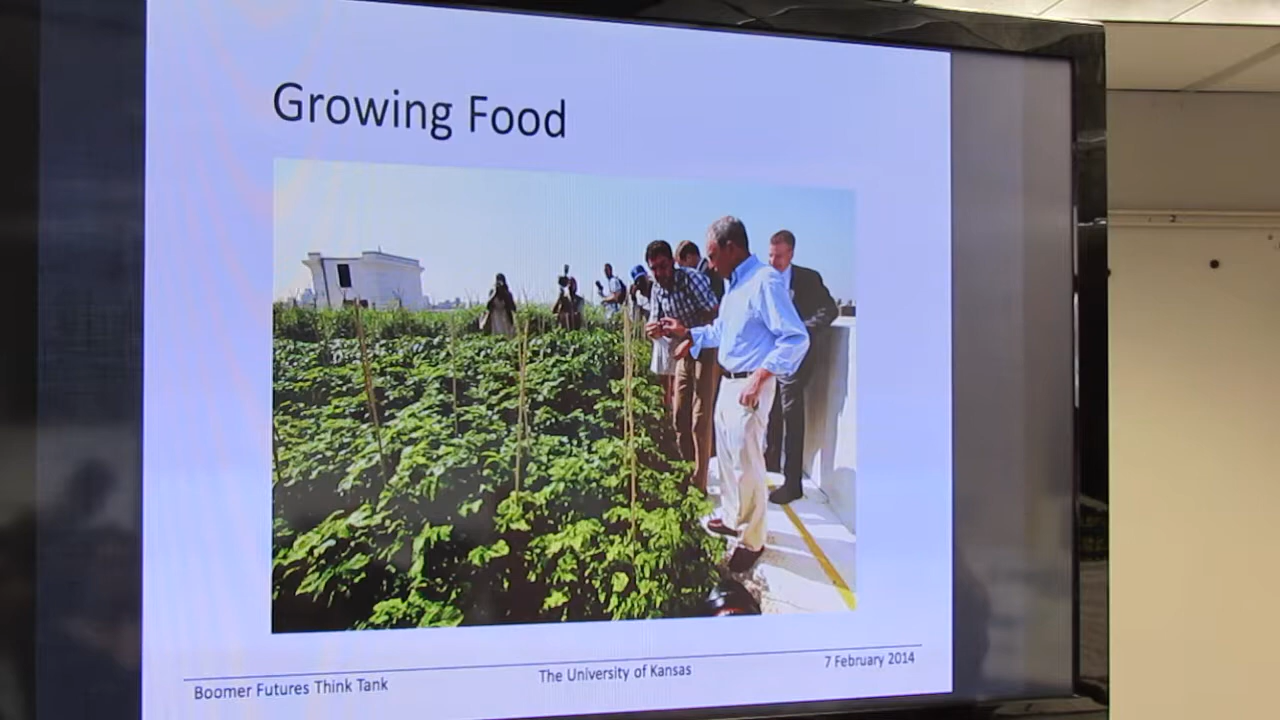 Growing Food
Boomer Futures Think Tank
The University of Kansas
7 February 2014